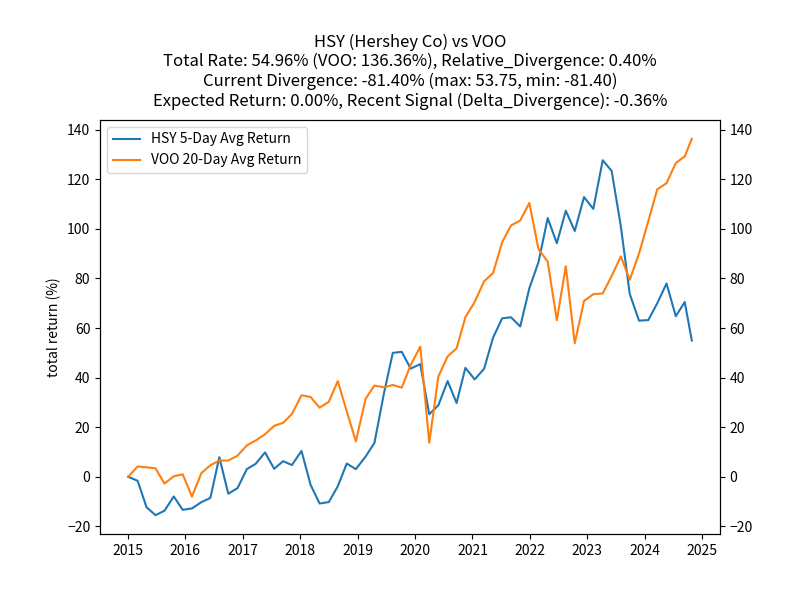 HSY (Hershey Co) vs VOO
Total Rate: 54.96% (VOO: 136.36%), Relative_Divergence: 0.40%
Current Divergence: -81.40% (max: 53.75, min: -81.40)
Expected Return: 0.00%, Recent Signal (Delta_Divergence): -0.36%
HSY 5-Day Avg Return
VOO 20-Day Avg Return
total return (%)
140 140
120 120
100 100
80 80
60 60
40 40
20 20
0 0
−20 −20
2015 2016 2017 2018 2019 2020 2021 2022 2023 2024 2025